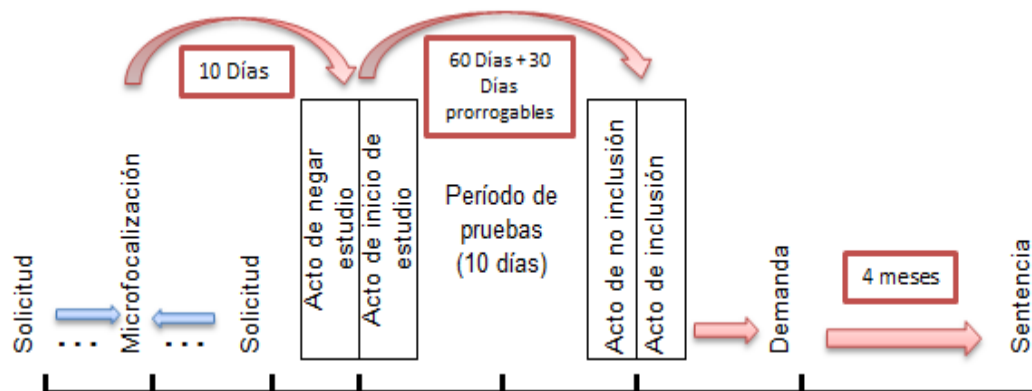 Solicitud
Microfocalización
Solicitud
10 Días
Acto de negar
estudio
Acto de inicio de
estudio
60 Días + 30
Días
prorrogables
Período de
pruebas
(10 días)
Acto de no inclusión
Acto de inclusión
Demanda
4 meses
Sentencia